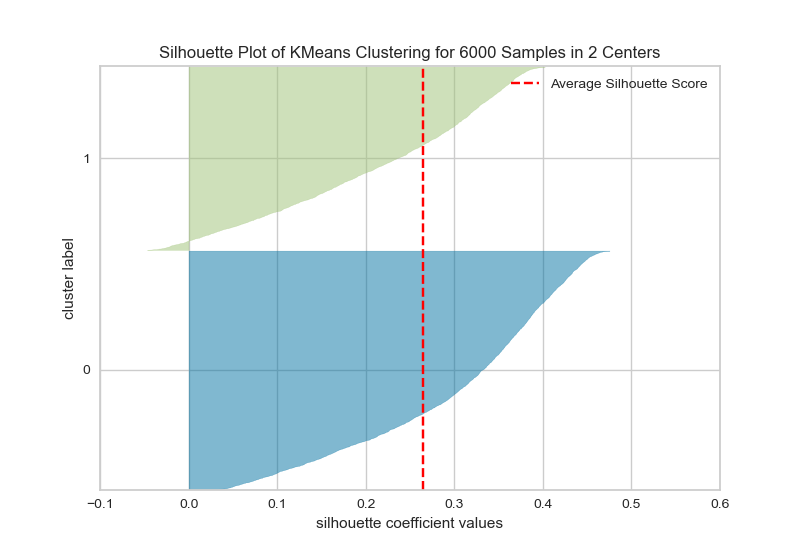 Silhouette Plot of KMeans Clustering for 6000 Samples in 2 Centers
Average Silhouette Score
1
cluster label
0
−0.1 0.0 0.1 0.2 0.3 0.4 0.5 0.6
silhouette coefficient values